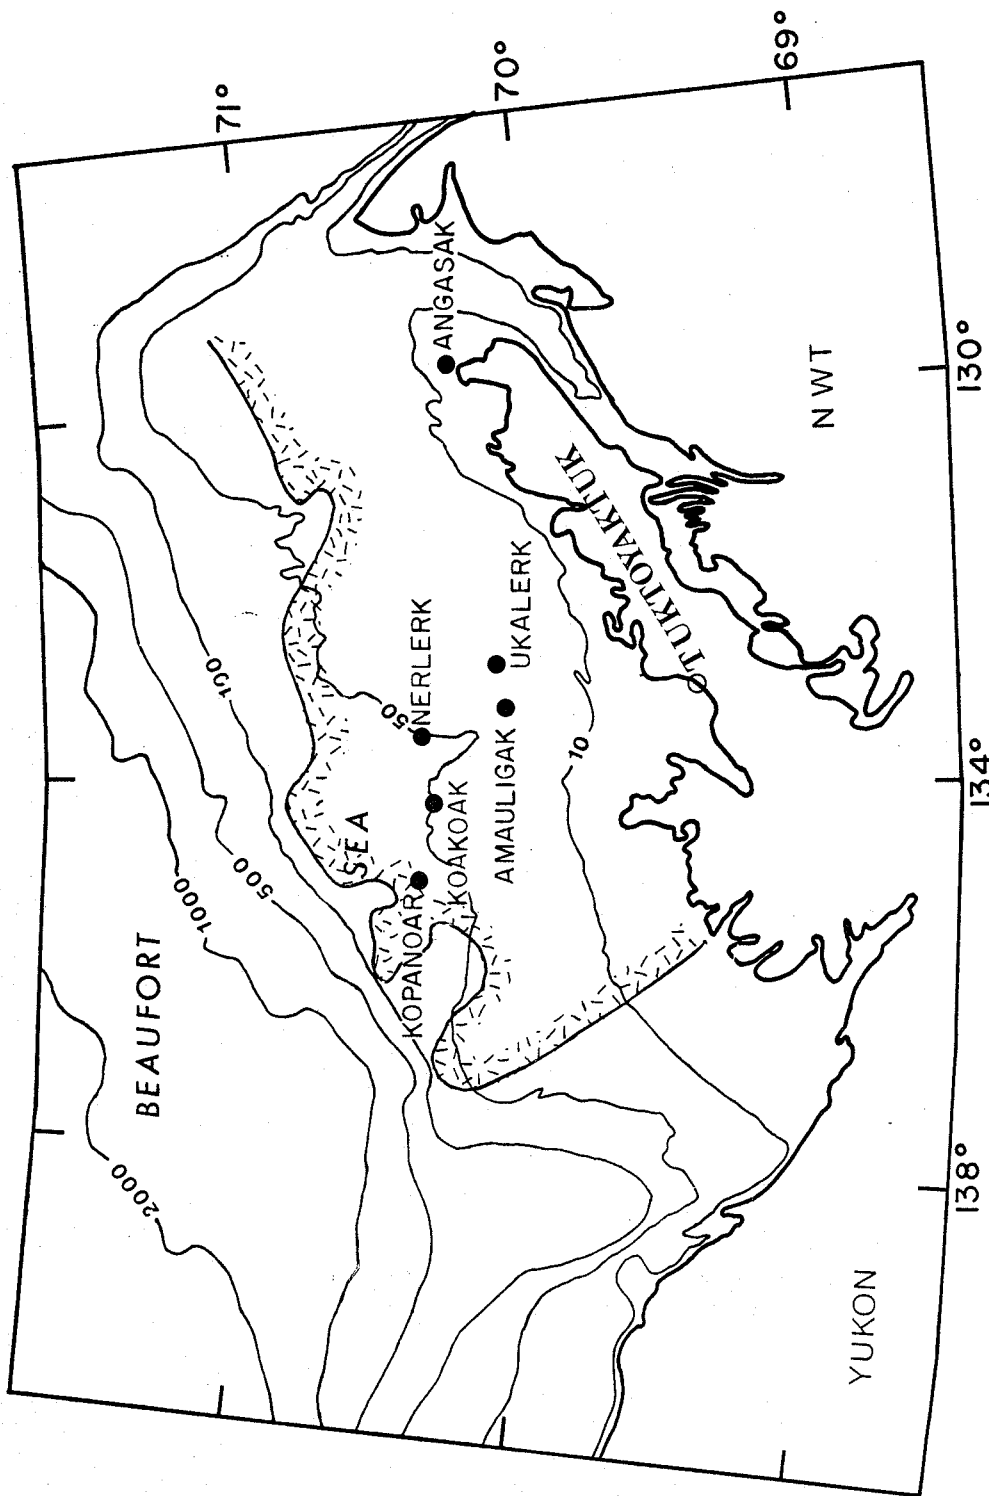 BEAUFORT
SEA
2000
1000
500
100
50
10
KOPANOAR
KOAKOAK
NERLERK
AMAULIGAK
UKALERK
ANGASAK
TUKTOYAKTUK
YUKON
NWT
138°
134°
130°
71°
70°
69°